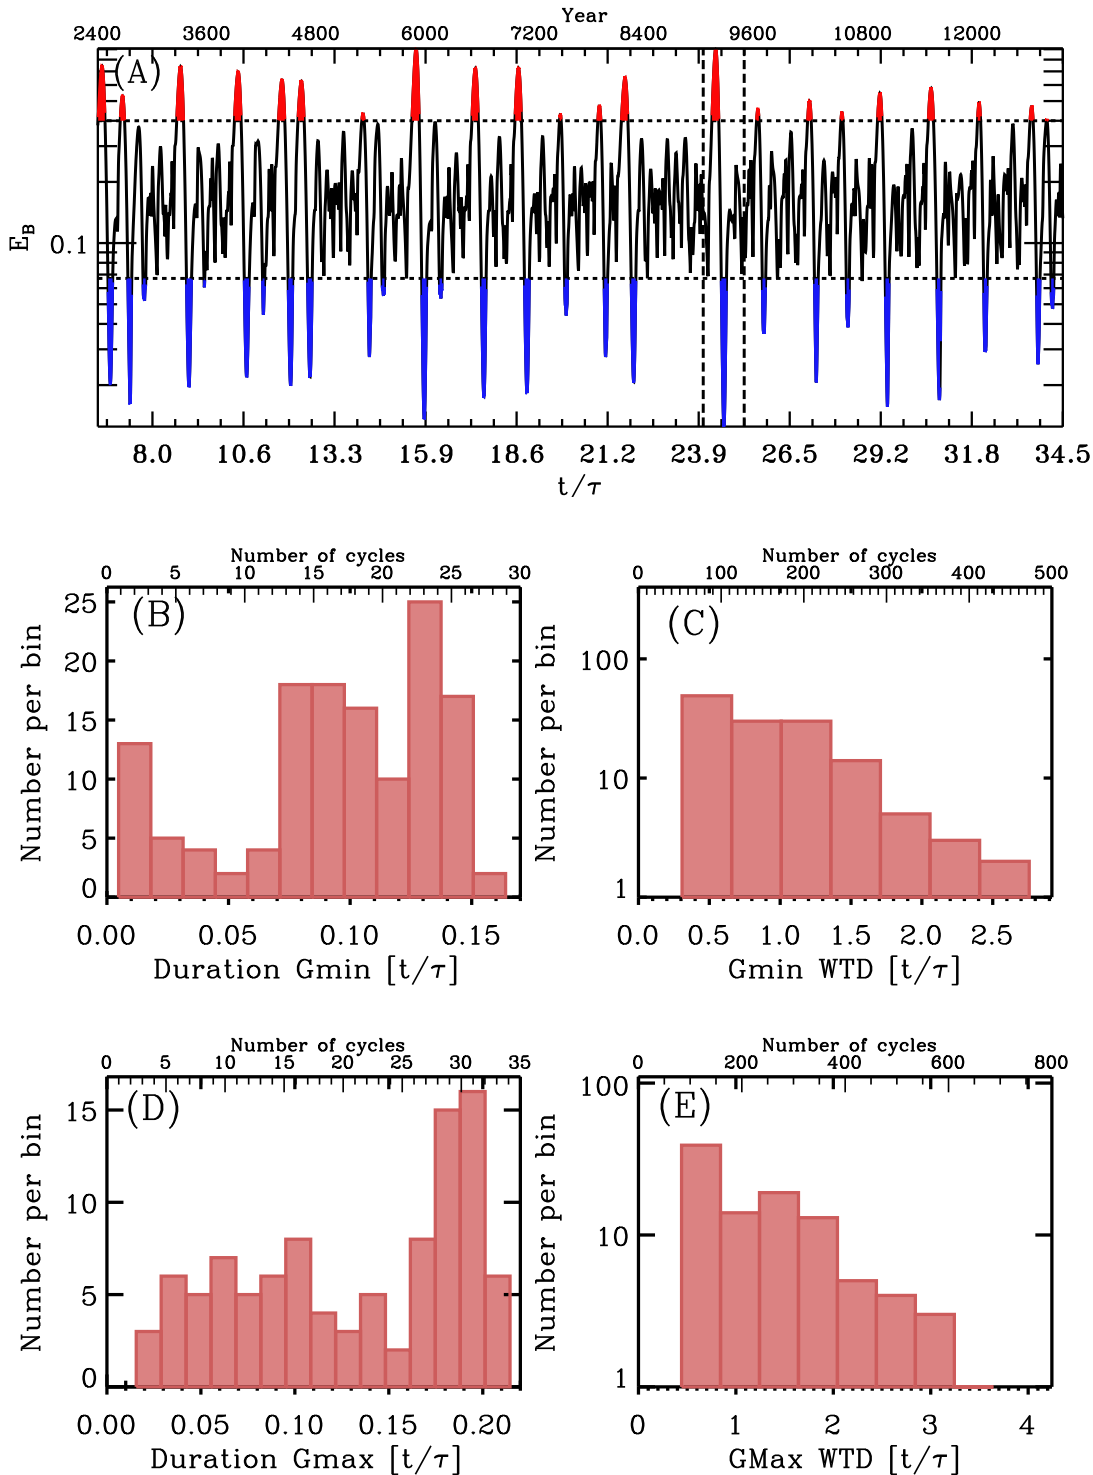 Year
2400 3600 4800 6000 7200 8400 9600 10800 12000
(A)
E_B
0.1
8.0 10.6 13.3 15.9 18.6 21.2 23.9 26.5 29.2 31.8 34.5
t/τ
Number of cycles
0 5 10 15 20 25 30
(B)
Number per bin
25
20
15
10
5
0
0.00 0.05 0.10 0.15
Duration Gmin [t/τ]
Number of cycles
0 100 200 300 400 500
(C)
Number per bin
100
10
1
0.0 0.5 1.0 1.5 2.0 2.5
Gmin WTD [t/τ]
Number of cycles
0 5 10 15 20 25 30 35
(D)
Number per bin
15
10
5
0
0.00 0.05 0.10 0.15 0.20
Duration Gmax [t/τ]
Number of cycles
0 200 400 600 800
(E)
Number per bin
100
10
1
0 1 2 3 4
GMax WTD [t/τ]